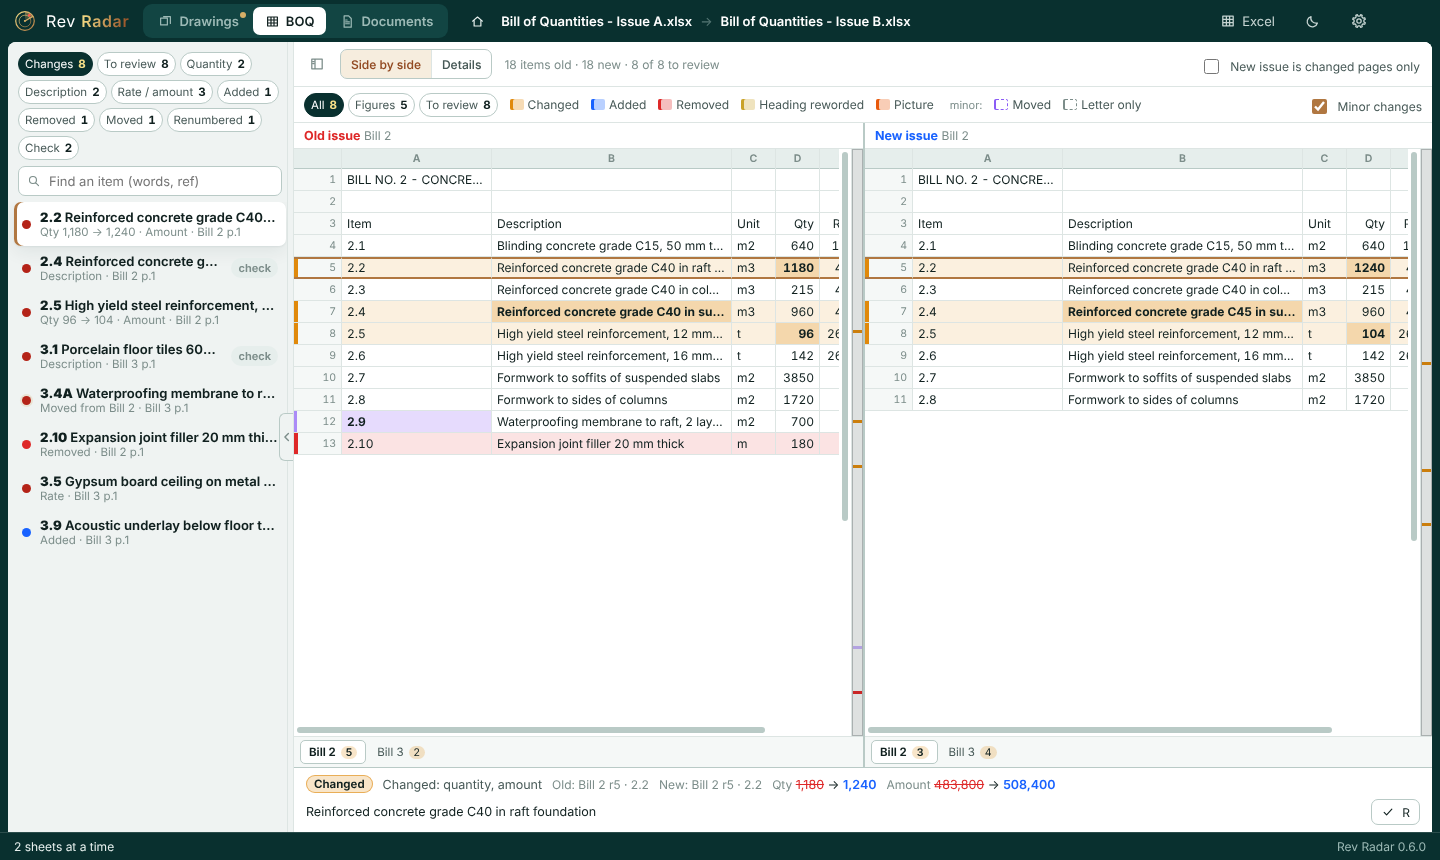 Rev Radar
Drawings
BOQ
Documents
Bill of Quantities - Issue A.xlsx → Bill of Quantities - Issue B.xlsx
Excel
Changes 8
To review 8
Quantity 2
Description 2
Rate / amount 3
Added 1
Removed 1
Moved 1
Renumbered 1
Check 2
Find an item (words, ref)
2.2 Reinforced concrete grade C40...
Qty 1,180 → 1,240 · Amount · Bill 2 p.1
2.4 Reinforced concrete g... check
Description · Bill 2 p.1
2.5 High yield steel reinforcement, ...
Qty 96 → 104 · Amount · Bill 2 p.1
3.1 Porcelain floor tiles 60... check
Description · Bill 3 p.1
3.4A Waterproofing membrane to r...
Moved from Bill 2 · Bill 3 p.1
2.10 Expansion joint filler 20 mm thi...
Removed · Bill 2 p.1
3.5 Gypsum board ceiling on metal ...
Rate · Bill 3 p.1
3.9 Acoustic underlay below floor t...
Added · Bill 3 p.1
Side by side
Details
18 items old · 18 new · 8 of 8 to review
New issue is changed pages only
All 8
Figures 5
To review 8
Changed
Added
Removed
Heading reworded
Picture
minor:
Moved
Letter only
Minor changes
Old issue Bill 2
A B C D
1 BILL NO. 2 - CONCRE...
2
3 Item Description Unit Qty R
4 2.1 Blinding concrete grade C15, 50 mm t... m2 640 1
5 2.2 Reinforced concrete grade C40 in raft ... m3 1180 4
6 2.3 Reinforced concrete grade C40 in col... m3 215 4
7 2.4 Reinforced concrete grade C40 in su... m3 960 4
8 2.5 High yield steel reinforcement, 12 mm... t 96 26
9 2.6 High yield steel reinforcement, 16 mm... t 142 26
10 2.7 Formwork to soffits of suspended slabs m2 3850
11 2.8 Formwork to sides of columns m2 1720
12 2.9 Waterproofing membrane to raft, 2 lay... m2 700
13 2.10 Expansion joint filler 20 mm thick m 180
Bill 2 5
Bill 3 2
New issue Bill 2
A B C D
1 BILL NO. 2 - CONCRE...
2
3 Item Description Unit Qty
4 2.1 Blinding concrete grade C15, 50 mm t... m2 640 1
5 2.2 Reinforced concrete grade C40 in raft ... m3 1240 4
6 2.3 Reinforced concrete grade C40 in col... m3 215 4
7 2.4 Reinforced concrete grade C45 in su... m3 960 4
8 2.5 High yield steel reinforcement, 12 mm... t 104 26
9 2.6 High yield steel reinforcement, 16 mm... t 142 26
10 2.7 Formwork to soffits of suspended slabs m2 3850
11 2.8 Formwork to sides of columns m2 1720
Bill 2 3
Bill 3 4
Changed Changed: quantity, amount Old: Bill 2 r5 · 2.2 New: Bill 2 r5 · 2.2 Qty 1,180 → 1,240 Amount 483,800 → 508,400
Reinforced concrete grade C40 in raft foundation
R
2 sheets at a time
Rev Radar 0.6.0